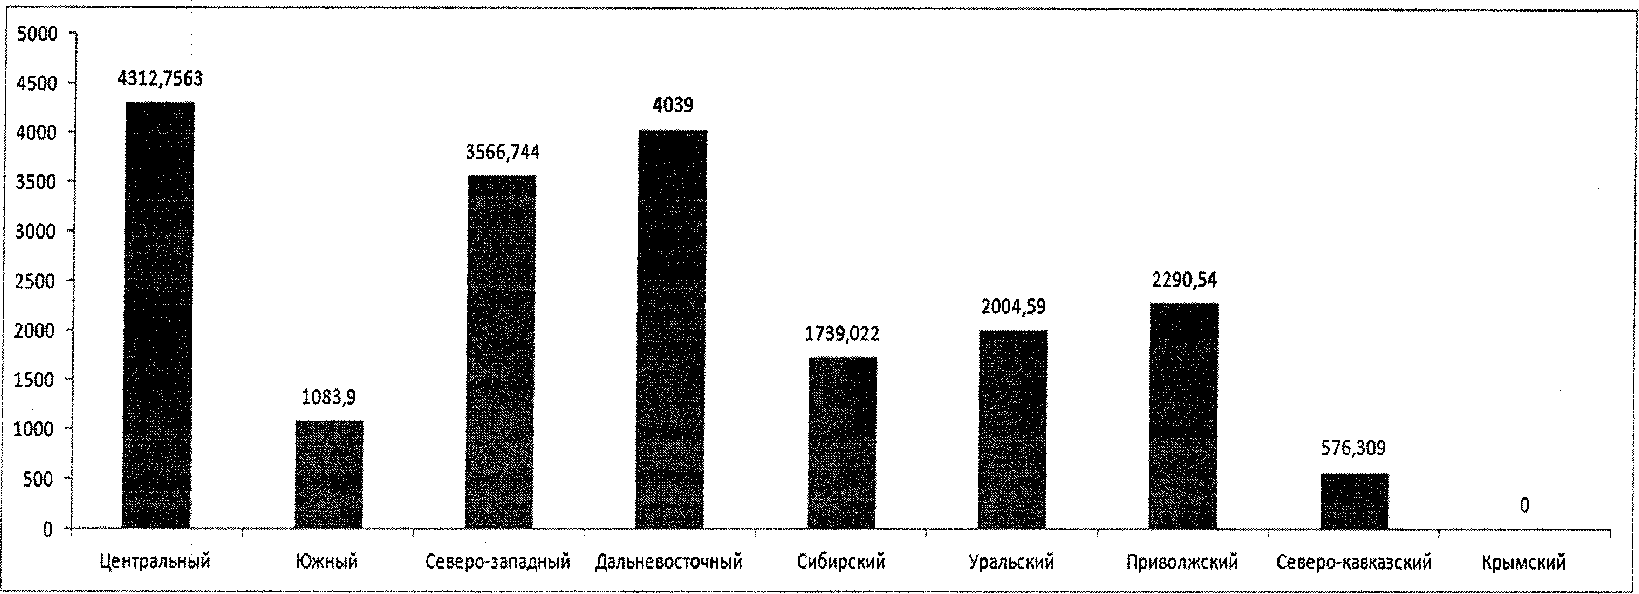 5000
4500
4000
3500
3000
2500
2000
1500
1000
500
0
4312,7563
1083,9
3566,744
4039
1739,022
2004,59
2290,54
576,309
0
Центральный
Южный
Северо-западный
Дальневосточный
Сибирский
Уральский
Приволжский
Северо-кавказский
Крымский